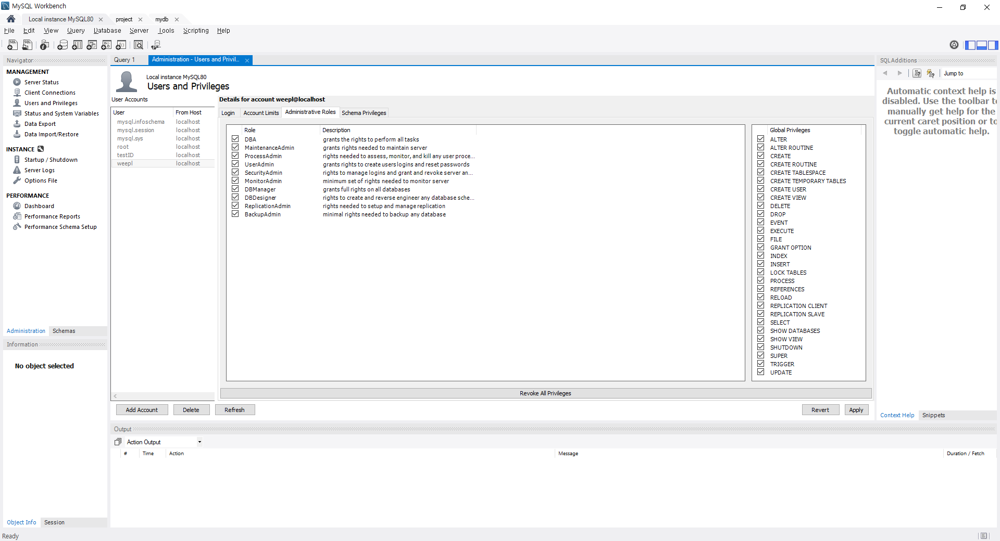 MySQL Workbench
Local instance MySQL80
project
mydb
File Edit View Query Database Server Tools Scripting Help
Navigator
MANAGEMENT
Server Status
Client Connections
Users and Privileges
Status and System Variables
Data Export
Data Import/Restore
INSTANCE
Startup / Shutdown
Server Logs
Options File
PERFORMANCE
Dashboard
Performance Reports
Performance Schema Setup
Administration Schemas
Information
No object selected
Object Info Session
Query 1
Administration - Users and Privil...
Local instance MySQL80
Users and Privileges
User Accounts
User From Host
mysql.infoschema localhost
mysql.session localhost
mysql.sys localhost
root localhost
testID localhost
weepl localhost
Add Account Delete Refresh
Details for account weepl@localhost
Login Account Limits Administrative Roles Schema Privileges
Role Description
DBA grants the rights to perform all tasks
MaintenanceAdmin grants rights needed to maintain server
ProcessAdmin rights needed to assess, monitor, and kill any user proce...
UserAdmin grants rights to create users logins and reset passwords
SecurityAdmin rights to manage logins and grant and revoke server an...
MonitorAdmin minimum set of rights needed to monitor server
DBManager grants full rights on all databases
DBDesigner rights to create and reverse engineer any database sche...
ReplicationAdmin rights needed to setup and manage replication
BackupAdmin minimal rights needed to backup any database
Global Privileges
ALTER
ALTER ROUTINE
CREATE
CREATE ROUTINE
CREATE TABLESPACE
CREATE TEMPORARY TABLES
CREATE USER
CREATE VIEW
DELETE
DROP
EVENT
EXECUTE
FILE
GRANT OPTION
INDEX
INSERT
LOCK TABLES
PROCESS
REFERENCES
RELOAD
REPLICATION CLIENT
REPLICATION SLAVE
SELECT
SHOW DATABASES
SHOW VIEW
SHUTDOWN
SUPER
TRIGGER
UPDATE
Revoke All Privileges
Revert Apply
SQLAdditions
Jump to
Automatic context help is
disabled. Use the toolbar to
manually get help for the
current caret position or to
toggle automatic help.
Context Help Snippets
Output
Action Output
# Time Action Message Duration / Fetch
Ready